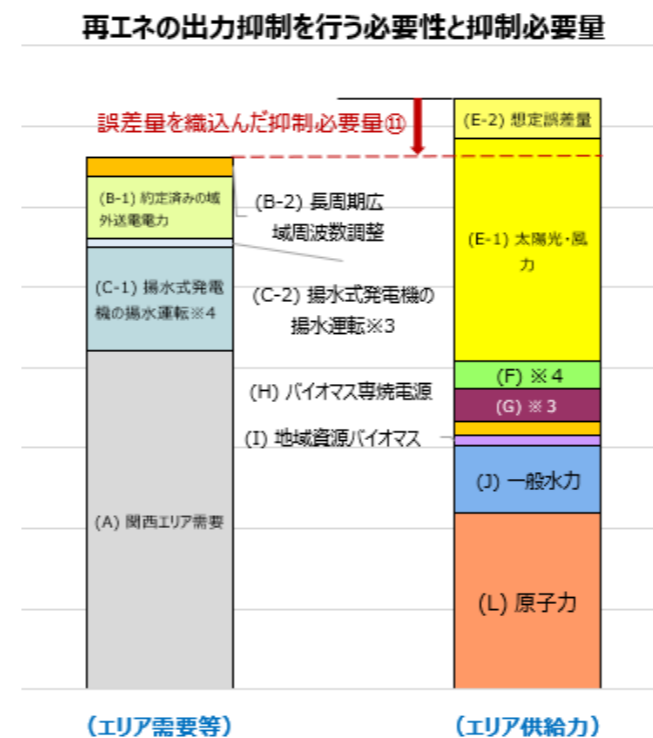 再エネの出力抑制を行う必要性と抑制必要量
誤差量を織込んだ抑制必要量⑪
(E-2) 想定誤差量
(B-1) 約定済みの域
外送電電力
(B-2) 長周期広
域周波数調整
(E-1) 太陽光・風
力
(C-1) 揚水式発電
機の揚水運転※4
(C-2) 揚水式発電機の
揚水運転※3
(F) ※4
(H) バイオマス専焼電源
(G) ※3
(I) 地域資源バイオマス
(J) 一般水力
(A) 関西エリア需要
(L) 原子力
（エリア需要等）
（エリア供給力）